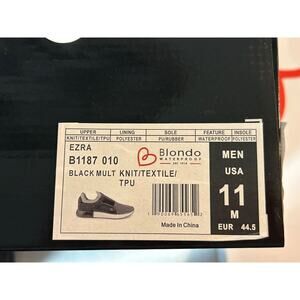 UPPER LINING SOLE FEATURE INSOLE
KNIT/TEXTILE/TPU POLYESTER PU/RUBBER WATERPROOF POLYESTER
EZRA
B1187 010
Blondo
WATERPROOF
MEN
USA
BLACK MULT KNIT/TEXTILE/
TPU
11
M
Made In China
EUR 44.5